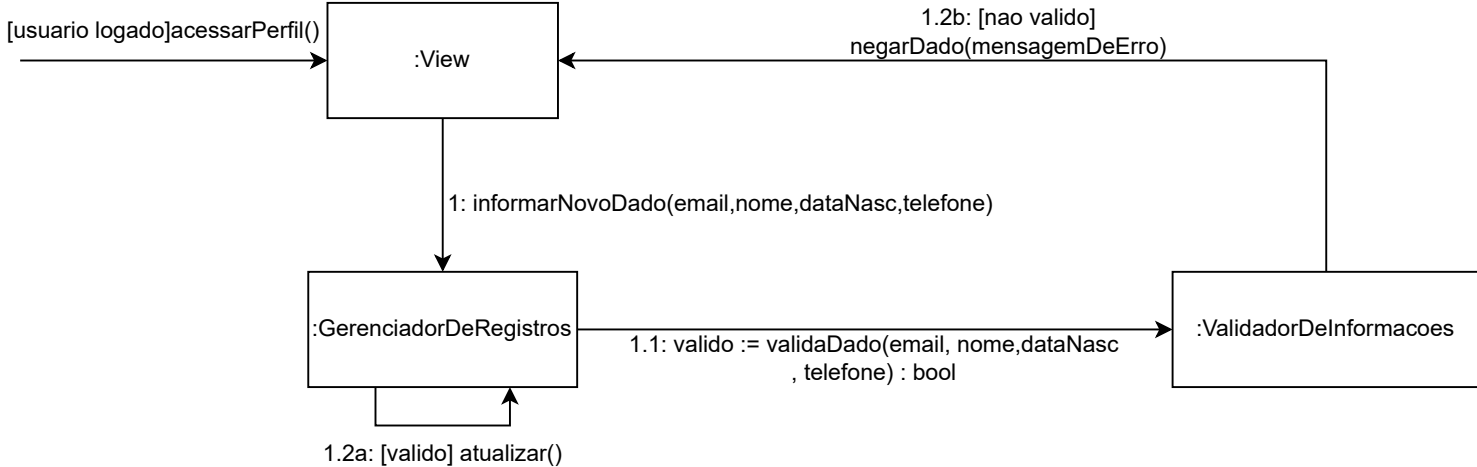 [usuario logado]acessarPerfil()
:View
1.2b: [nao valido]
negarDado(mensagemDeErro)
1: informarNovoDado(email,nome,dataNasc,telefone)
:GerenciadorDeRegistros
1.1: valido := validaDado(email, nome,dataNasc
, telefone) : bool
:ValidadorDeInformacoes
1.2a: [valido] atualizar()